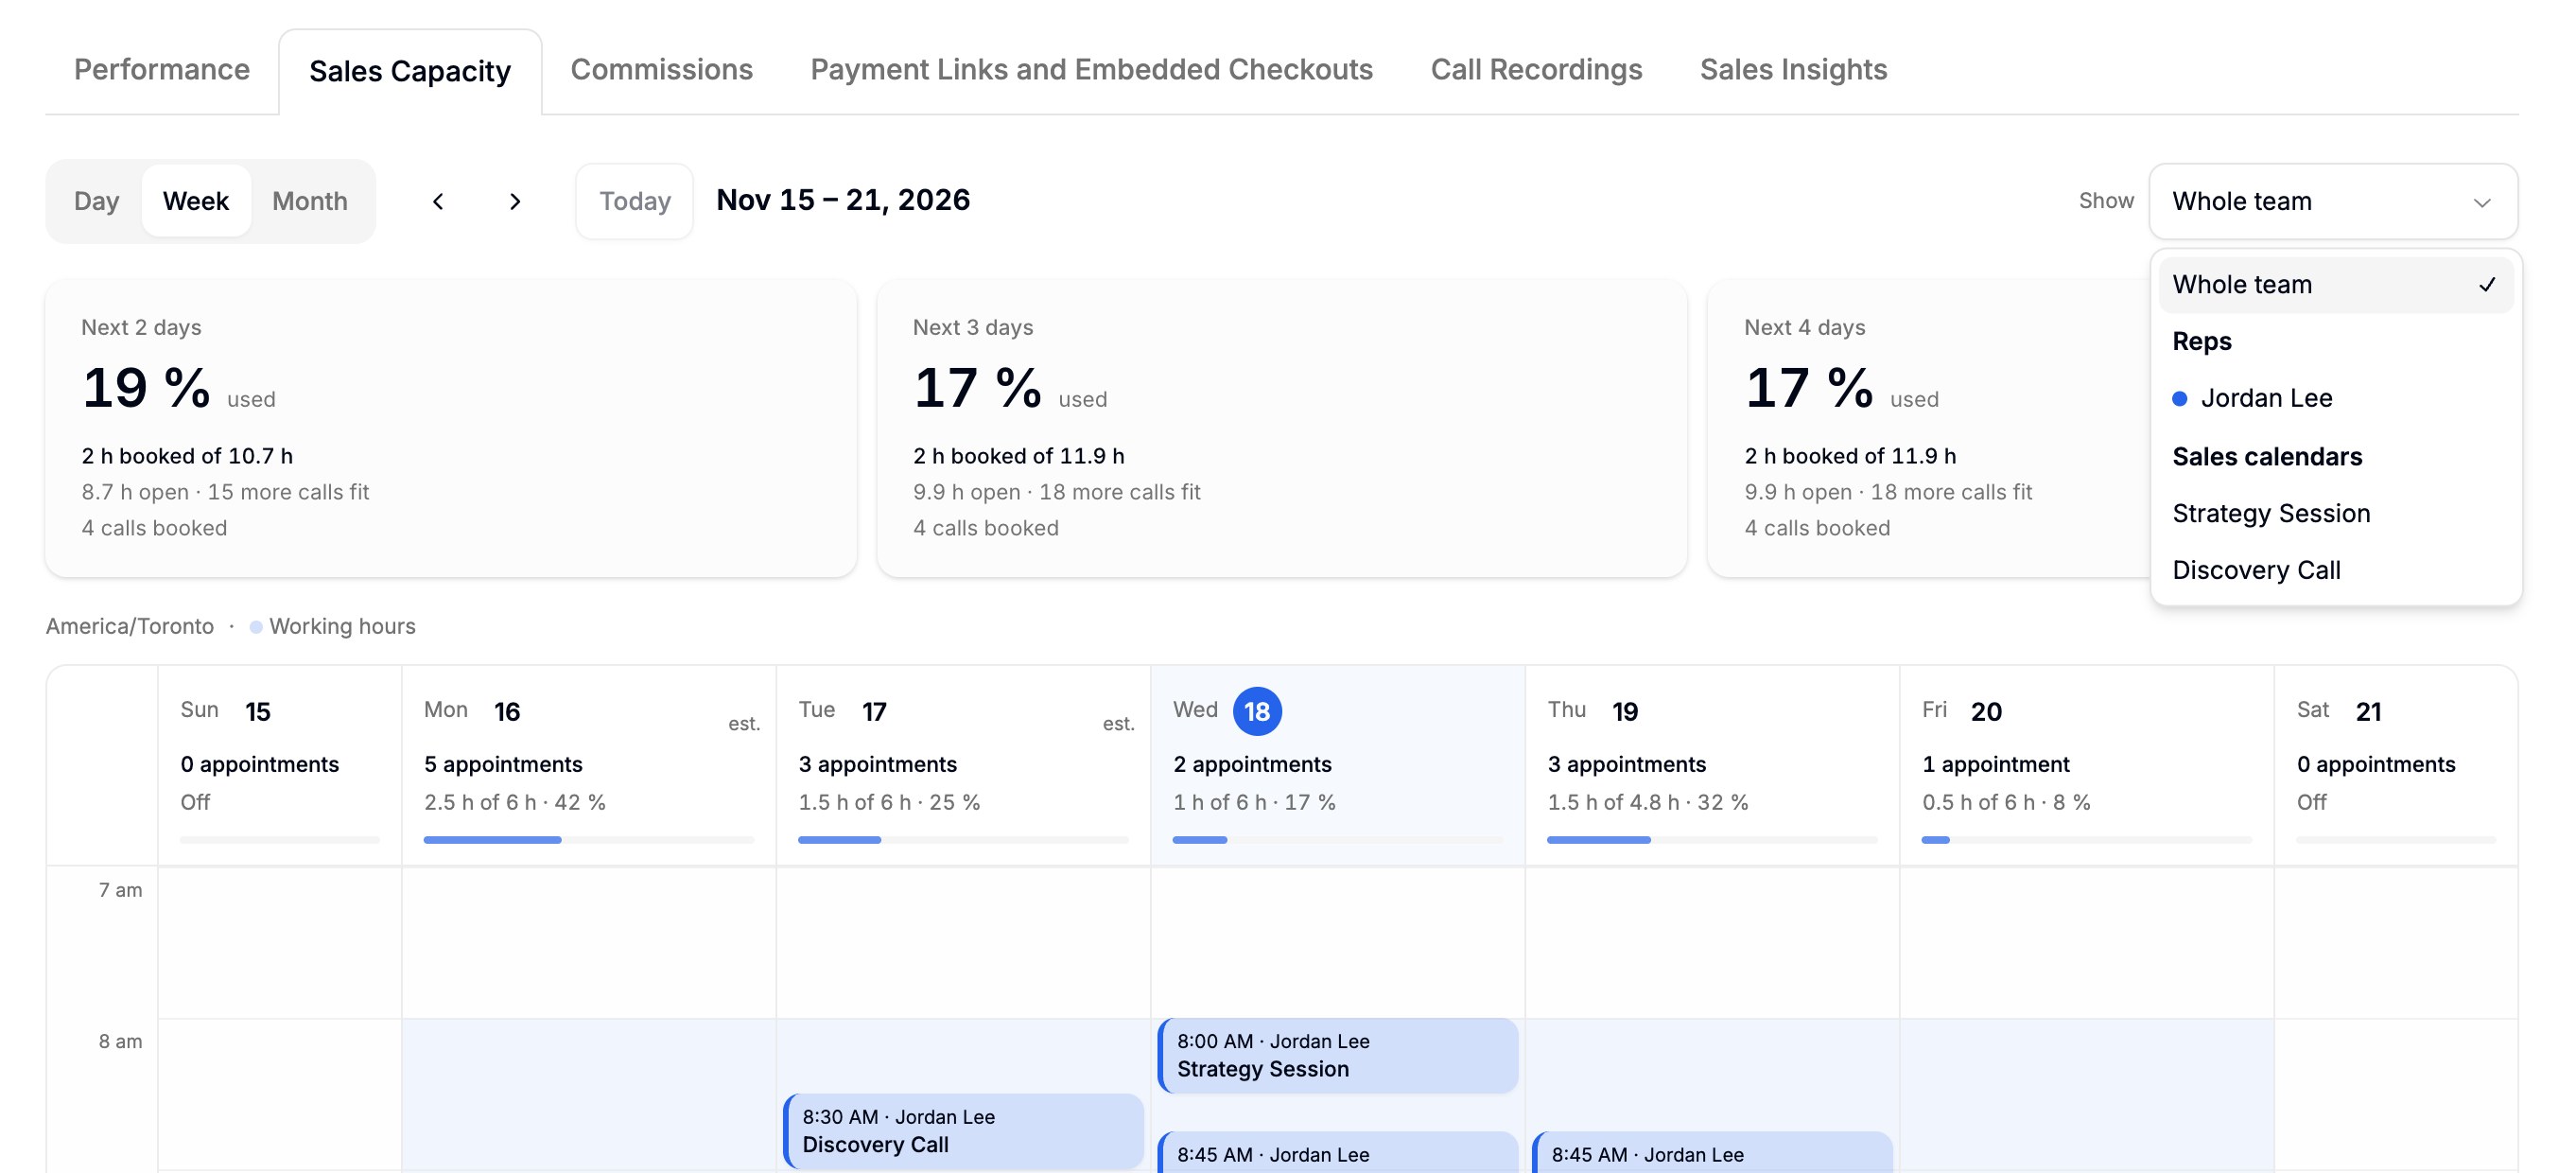 Performance
Sales Capacity
Commissions
Payment Links and Embedded Checkouts
Call Recordings
Sales Insights
Day
Week
Month
Today
Nov 15 – 21, 2026
Show
Whole team
Whole team
Reps
Jordan Lee
Sales calendars
Strategy Session
Discovery Call
Next 2 days
19 % used
2 h booked of 10.7 h
8.7 h open · 15 more calls fit
4 calls booked
Next 3 days
17 % used
2 h booked of 11.9 h
9.9 h open · 18 more calls fit
4 calls booked
Next 4 days
17 % used
2 h booked of 11.9 h
9.9 h open · 18 more calls fit
4 calls booked
America/Toronto · Working hours
Sun 15
0 appointments
Off
Mon 16 est.
5 appointments
2.5 h of 6 h · 42 %
Tue 17 est.
3 appointments
1.5 h of 6 h · 25 %
Wed 18
2 appointments
1 h of 6 h · 17 %
Thu 19
3 appointments
1.5 h of 4.8 h · 32 %
Fri 20
1 appointment
0.5 h of 6 h · 8 %
Sat 21
0 appointments
Off
7 am
8 am
8:30 AM · Jordan Lee
Discovery Call
8:00 AM · Jordan Lee
Strategy Session
8:45 AM · Jordan Lee
8:45 AM · Jordan Lee